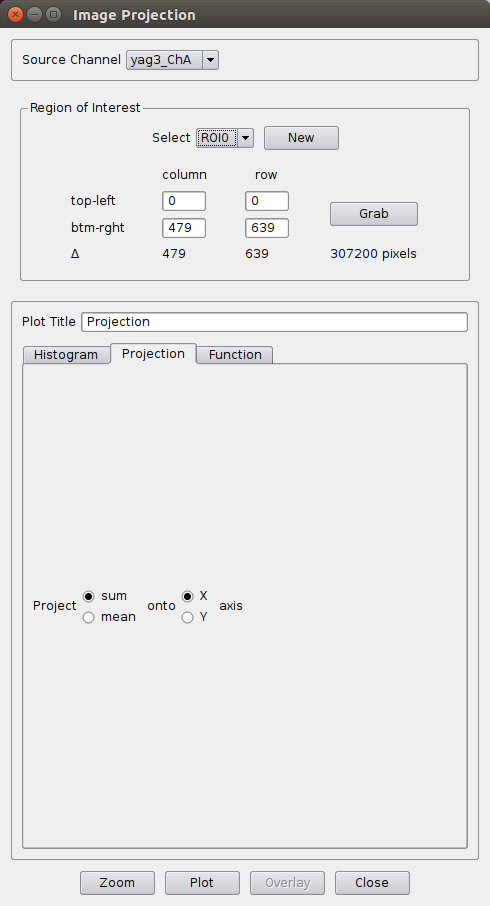 Image Projection
Source Channel yag3_ChA
Region of Interest
Select ROI0 New
column row
top-left 0 0
Grab
btm-rght 479 639
Δ 479 639 307200 pixels
Plot Title Projection
Histogram Projection Function
sum X
Project onto axis
mean Y
Zoom Plot Overlay Close